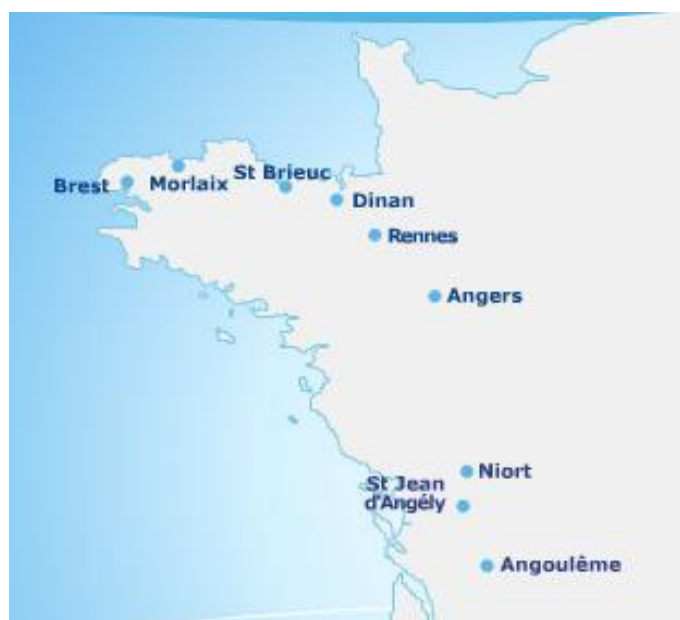 St Brieuc
Brest
Morlaix
Dinan
Rennes
Angers
Niort
St Jean
d'Angély
Angoulême